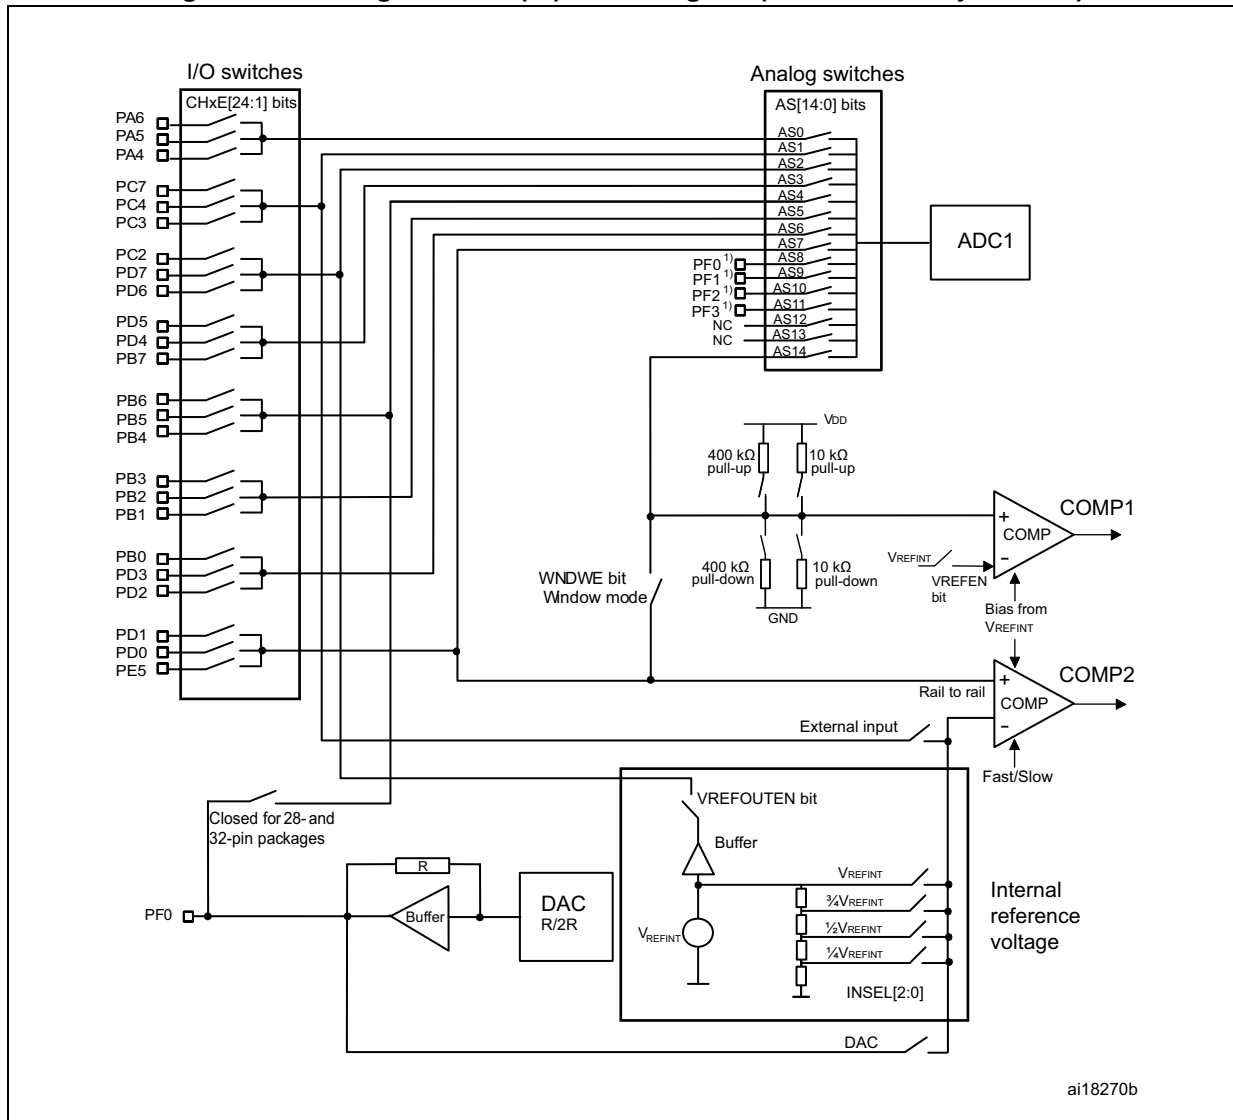 I/O switches
CHxE[24:1] bits
PA6
PA5
PA4
PC7
PC4
PC3
PC2
PD7
PD6
PD5
PD4
PB7
PB6
PB5
PB4
PB3
PB2
PB1
PB0
PD3
PD2
PD1
PD0
PE5
Analog switches
AS[14:0] bits
AS0
AS1
AS2
AS3
AS4
AS5
AS6
AS7
PF0 1) AS8
PF1 1) AS9
PF2 1) AS10
PF3 1) AS11
NC AS12
NC AS13
AS14
ADC1
VDD
400 kΩ
pull-up
10 kΩ
pull-up
400 kΩ
pull-down
10 kΩ
pull-down
GND
WNDWE bit
Window mode
COMP1
+
COMP
–
VREFINT
VREFEN
bit
Bias from
VREFINT
COMP2
+
COMP
–
Rail to rail
Fast/Slow
External input
Closed for 28- and
32-pin packages
VREFOUTEN bit
Buffer
VREFINT
VREFINT
¾VREFINT
½VREFINT
¼VREFINT
INSEL[2:0]
Internal
reference
voltage
PF0
R
Buffer
DAC
R/2R
DAC
ai18270b